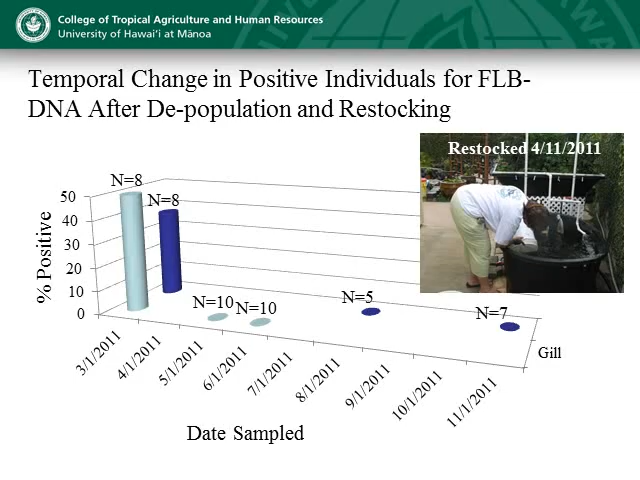 College of Tropical Agriculture and Human Resources
University of Hawai'i at Mānoa
Temporal Change in Positive Individuals for FLB-
DNA After De-population and Restocking
Restocked 4/11/2011
% Positive
50
40
30
20
10
0
N=8
N=8
N=10
N=10
N=5
N=7
Gill
3/1/2011
4/1/2011
5/1/2011
6/1/2011
7/1/2011
8/1/2011
9/1/2011
10/1/2011
11/1/2011
Date Sampled